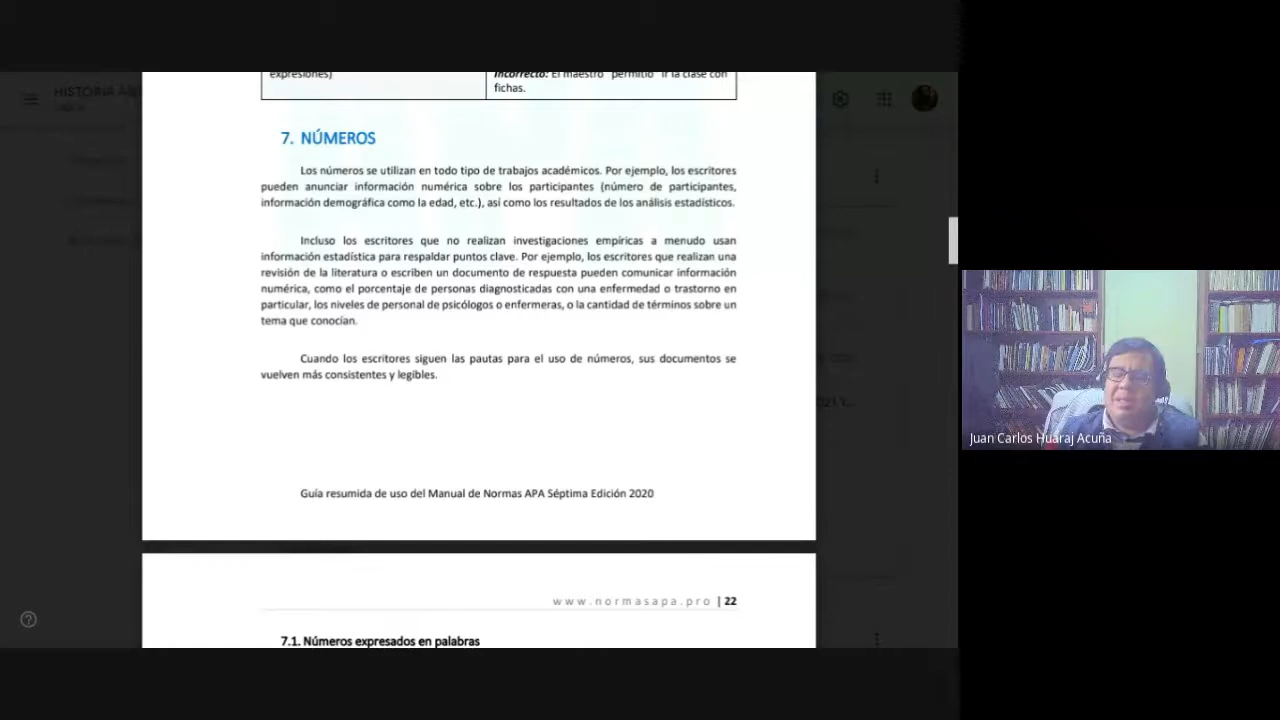 expresiones)
Incorrecto: El maestro "permitió" ir la clase con
fichas.
HISTORIA
7. NÚMEROS
Los números se utilizan en todo tipo de trabajos académicos. Por ejemplo, los escritores
pueden anunciar información numérica sobre los participantes (número de participantes,
información demográfica como la edad, etc.), así como los resultados de los análisis estadísticos.
Incluso los escritores que no realizan investigaciones empíricas a menudo usan
información estadística para respaldar puntos clave. Por ejemplo, los escritores que realizan una
revisión de la literatura o escriben un documento de respuesta pueden comunicar información
numérica, como el porcentaje de personas diagnosticadas con una enfermedad o trastorno en
particular, los niveles de personal de psicólogos o enfermeras, o la cantidad de términos sobre un
tema que conocían.
Cuando los escritores siguen las pautas para el uso de números, sus documentos se
vuelven más consistentes y legibles.
Guía resumida de uso del Manual de Normas APA Séptima Edición 2020
www.normasapa.pro | 22
7.1. Números expresados en palabras
Juan Carlos Huaraj Acuña